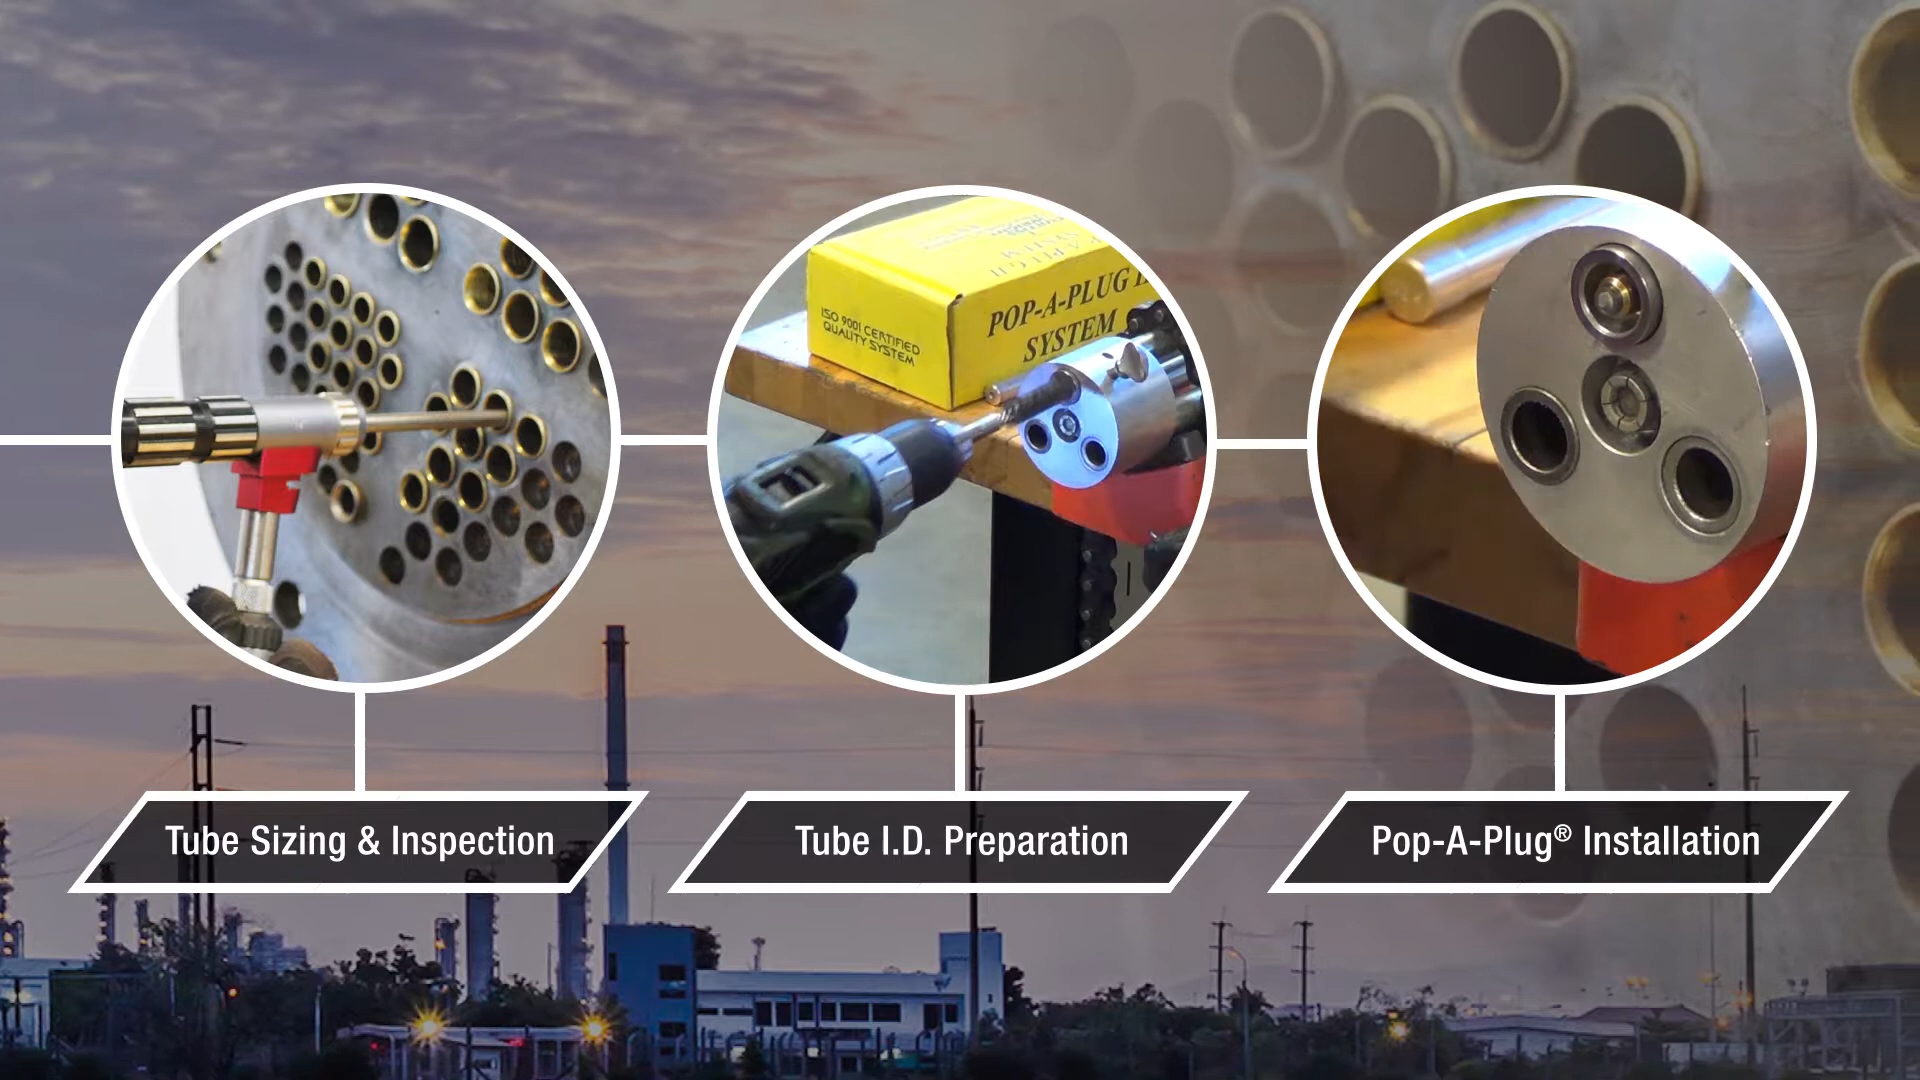 ISO 9001 CERTIFIED
QUALITY SYSTEM
POP-A-PLUG
SYSTEM
Tube Sizing & Inspection
Tube I.D. Preparation
Pop-A-Plug® Installation